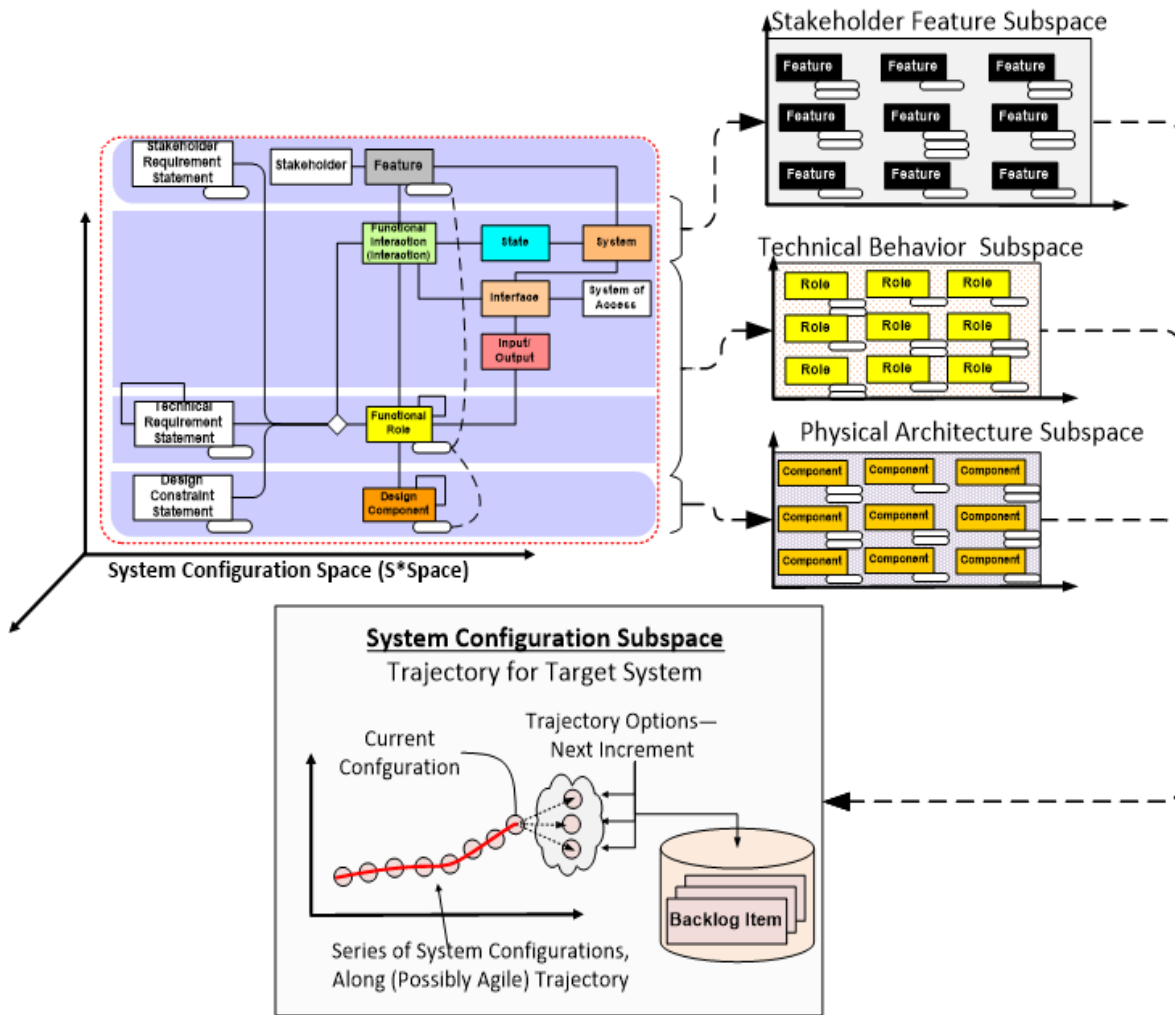 Stakeholder Feature Subspace
Feature
Feature
Feature
Feature
Feature
Feature
Feature
Feature
Feature
Stakeholder
Requirement
Statement
Stakeholder
Feature
Functional
Interaction
(Interaction)
State
System
Interface
System of
Access
Input/
Output
Technical
Requirement
Statement
Functional
Role
Design
Constraint
Statement
Design
Component
System Configuration Space (S*Space)
Technical Behavior Subspace
Role
Role
Role
Role
Role
Role
Role
Role
Role
Physical Architecture Subspace
Component
Component
Component
Component
Component
Component
Component
Component
Component
System Configuration Subspace
Trajectory for Target System
Current
Confguration
Trajectory Options—
Next Increment
Backlog Item
Series of System Configurations,
Along (Possibly Agile) Trajectory